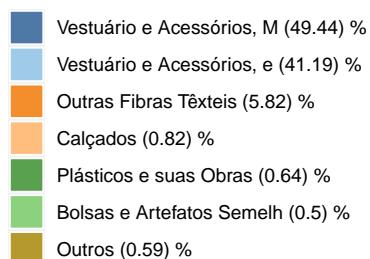 Vestuário e Acessórios, M (49.44) %
Vestuário e Acessórios, e (41.19) %
Outras Fibras Têxteis (5.82) %
Calçados (0.82) %
Plásticos e suas Obras (0.64) %
Bolsas e Artefatos Semelh (0.5) %
Outros (0.59) %